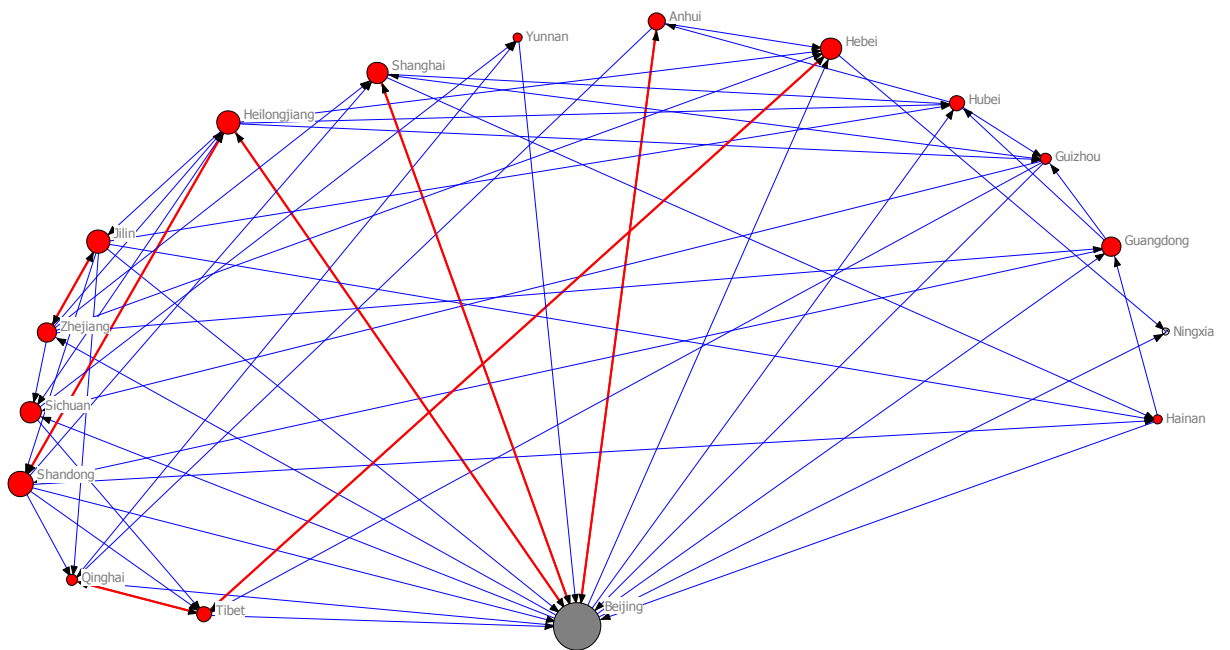 Anhui
Yunnan
Hebei
Shanghai
Hubei
Heilongjiang
Guizhou
Jilin
Guangdong
Zhejiang
Ningxia
Sichuan
Hainan
Shandong
Qinghai
Beijing
Tibet